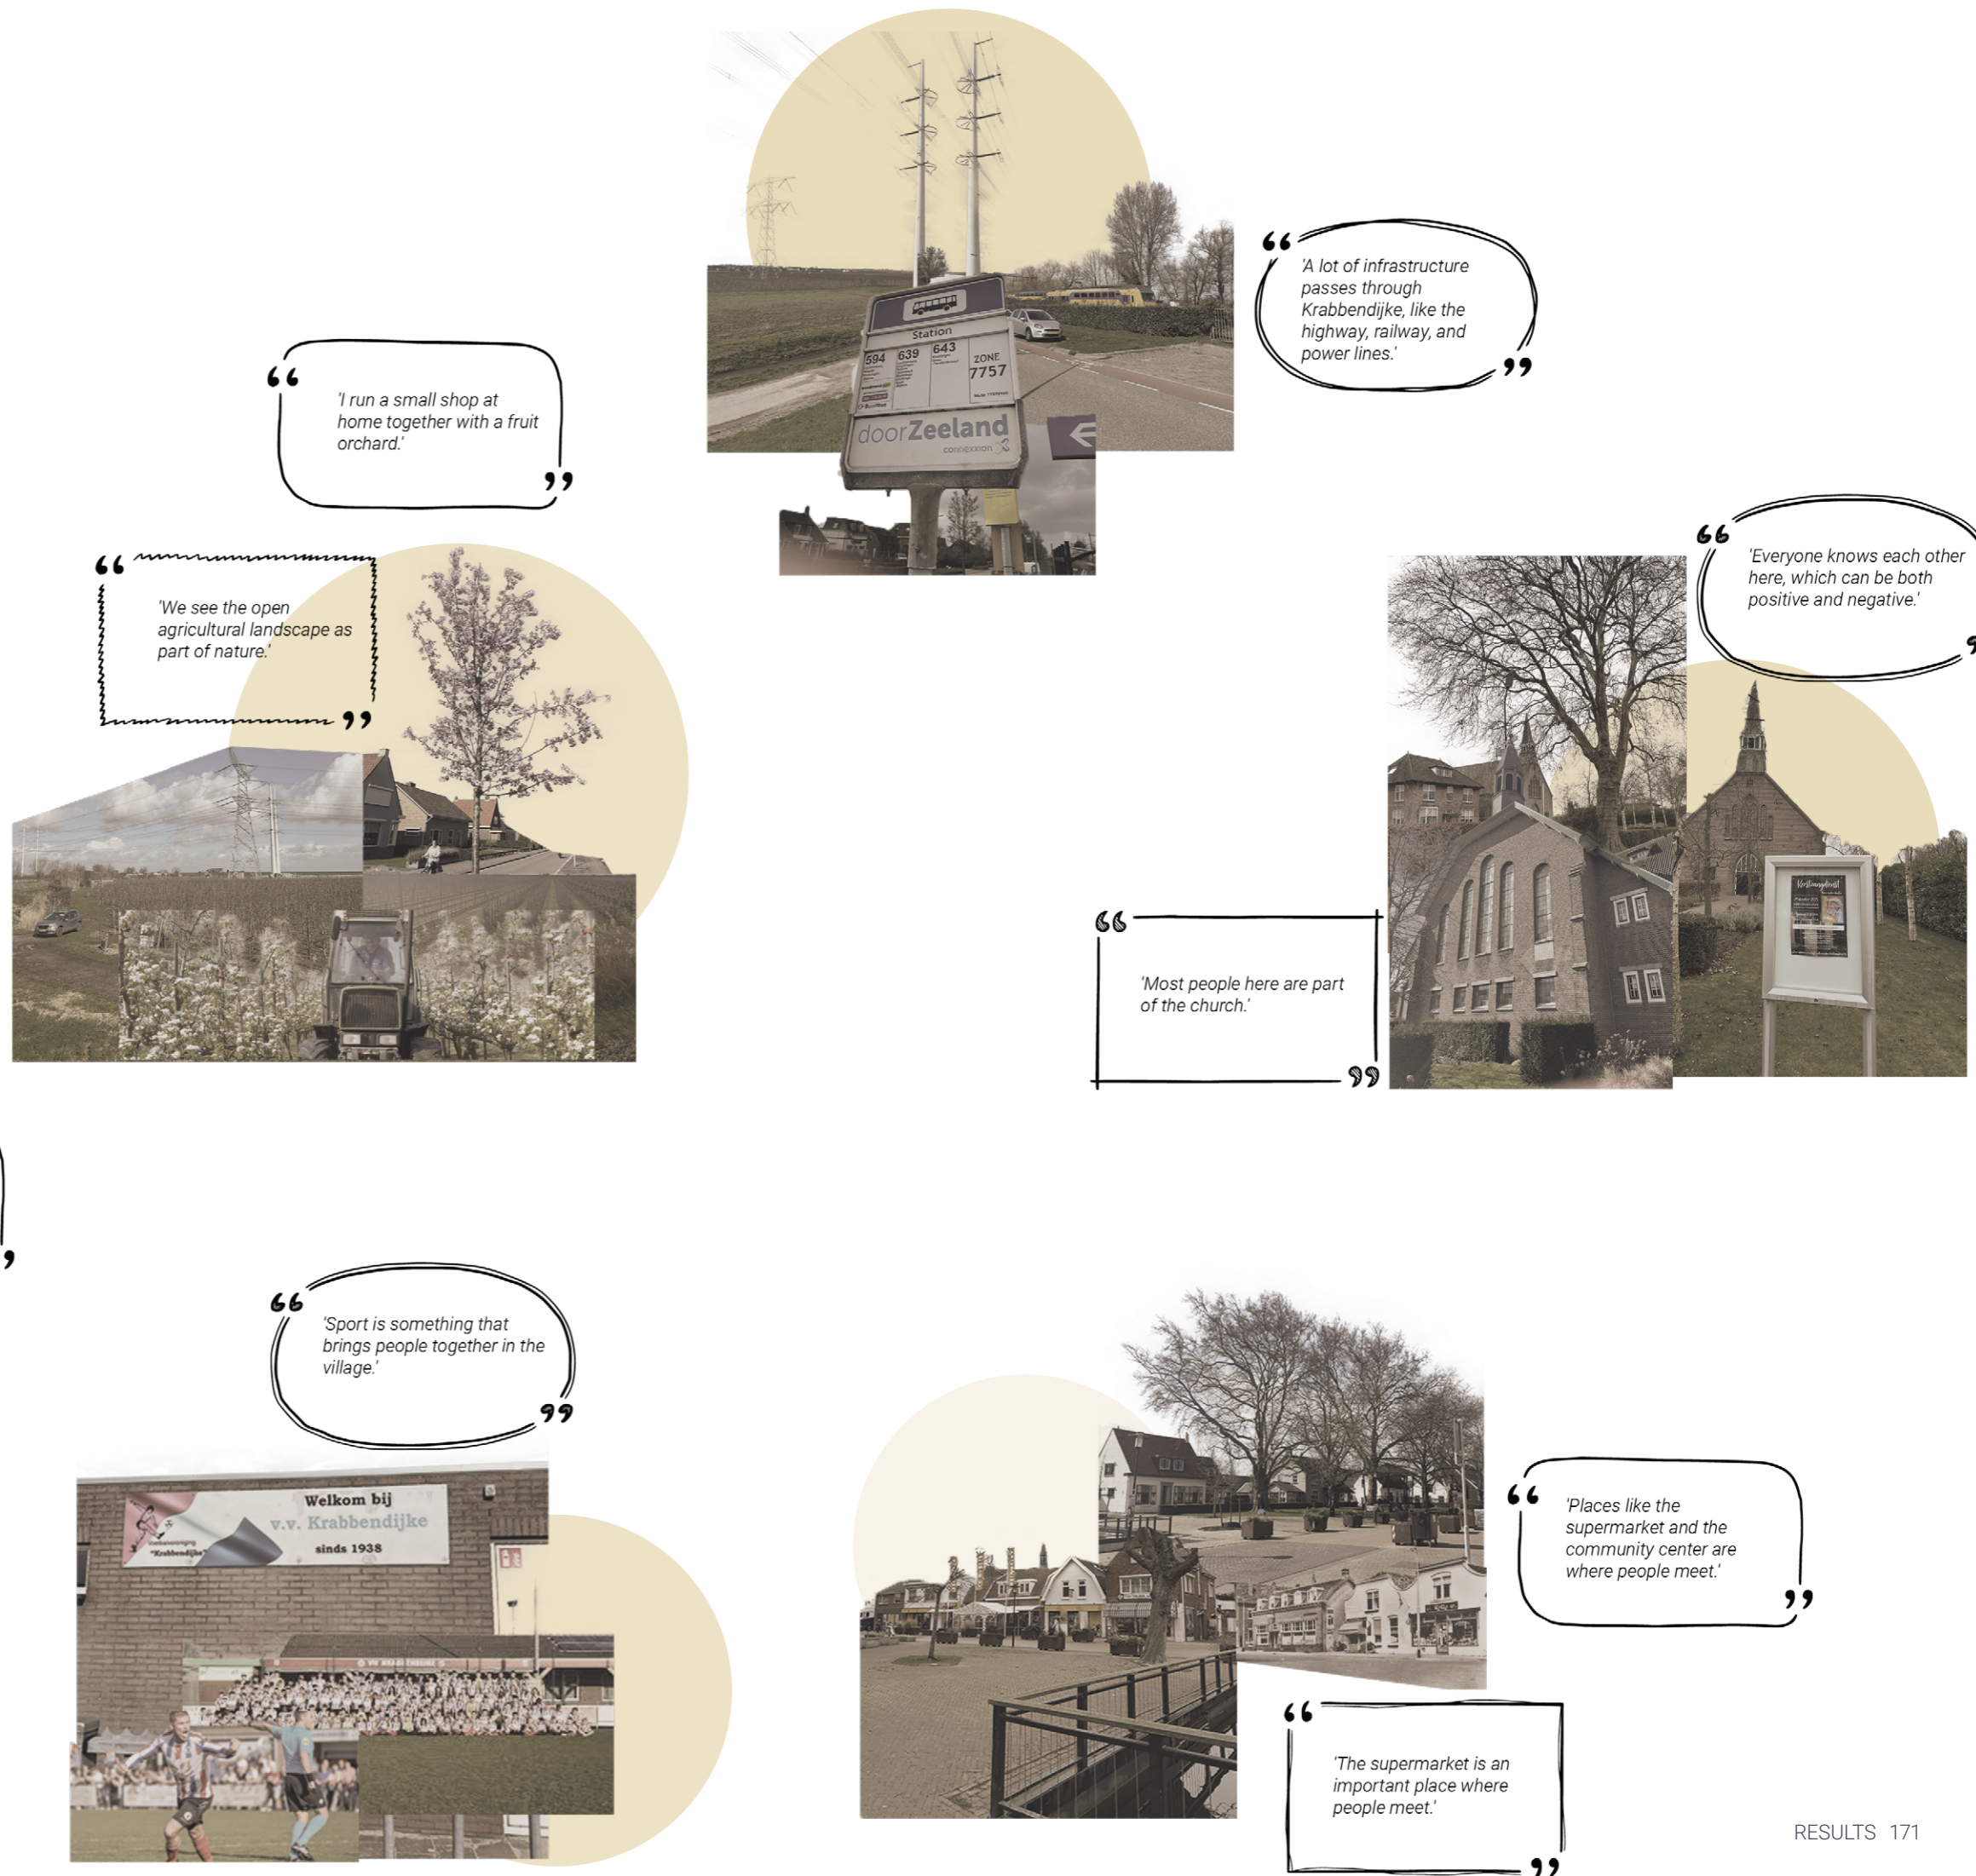 Station
594
639
643
ZONE
7757
doorZeeland
connexxion
'A lot of infrastructure
passes through
Krabbendijke, like the
highway, railway, and
power lines.'
'I run a small shop at
home together with a fruit
orchard.'
'We see the open
agricultural landscape as
part of nature.'
'Everyone knows each other
here, which can be both
positive and negative.'
'Most people here are part
of the church.'
'Sport is something that
brings people together in the
village.'
Welkom bij
v.v. Krabbendijke
sinds 1938
"Krabbendijke"
'Places like the
supermarket and the
community center are
where people meet.'
'The supermarket is an
important place where
people meet.'
RESULTS 171